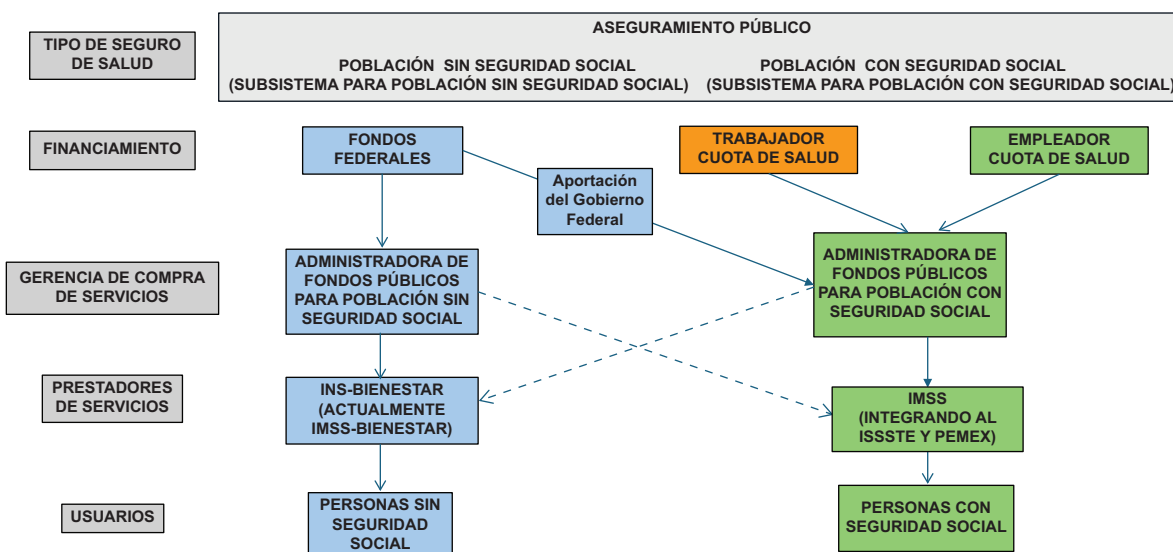 TIPO DE SEGURO
DE SALUD
ASEGURAMIENTO PÚBLICO
POBLACIÓN SIN SEGURIDAD SOCIAL
(SUBSISTEMA PARA POBLACIÓN SIN SEGURIDAD SOCIAL)
POBLACIÓN CON SEGURIDAD SOCIAL
(SUBSISTEMA PARA POBLACIÓN CON SEGURIDAD SOCIAL)
FINANCIAMIENTO
FONDOS
FEDERALES
TRABAJADOR
CUOTA DE SALUD
EMPLEADOR
CUOTA DE SALUD
Aportación
del Gobierno
Federal
GERENCIA DE COMPRA
DE SERVICIOS
ADMINISTRADORA DE
FONDOS PÚBLICOS
PARA POBLACIÓN SIN
SEGURIDAD SOCIAL
ADMINISTRADORA DE
FONDOS PÚBLICOS
PARA POBLACIÓN CON
SEGURIDAD SOCIAL
PRESTADORES
DE SERVICIOS
INS-BIENESTAR
(ACTUALMENTE
IMSS-BIENESTAR)
IMSS
(INTEGRANDO AL
ISSSTE Y PEMEX)
USUARIOS
PERSONAS SIN
SEGURIDAD
SOCIAL
PERSONAS CON
SEGURIDAD SOCIAL